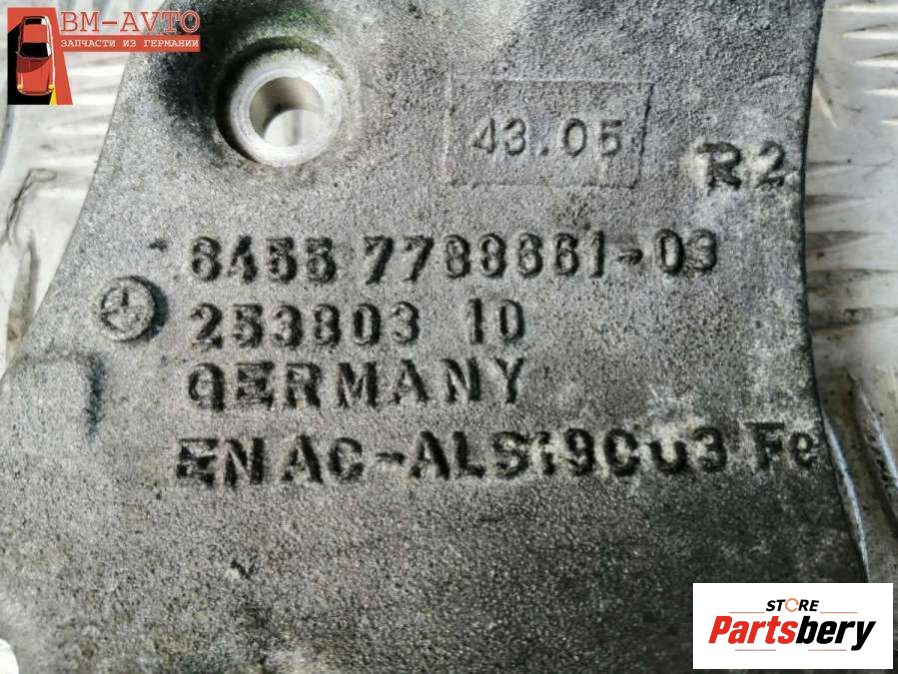 BM-AVTO
ЗАПЧАСТИ ИЗ ГЕРМАНИИ
43.05
R2
6455 7788661-03
253803 10
GERMANY
EN AC-ALSi9Cu3 Fe
STORE
Partsbery